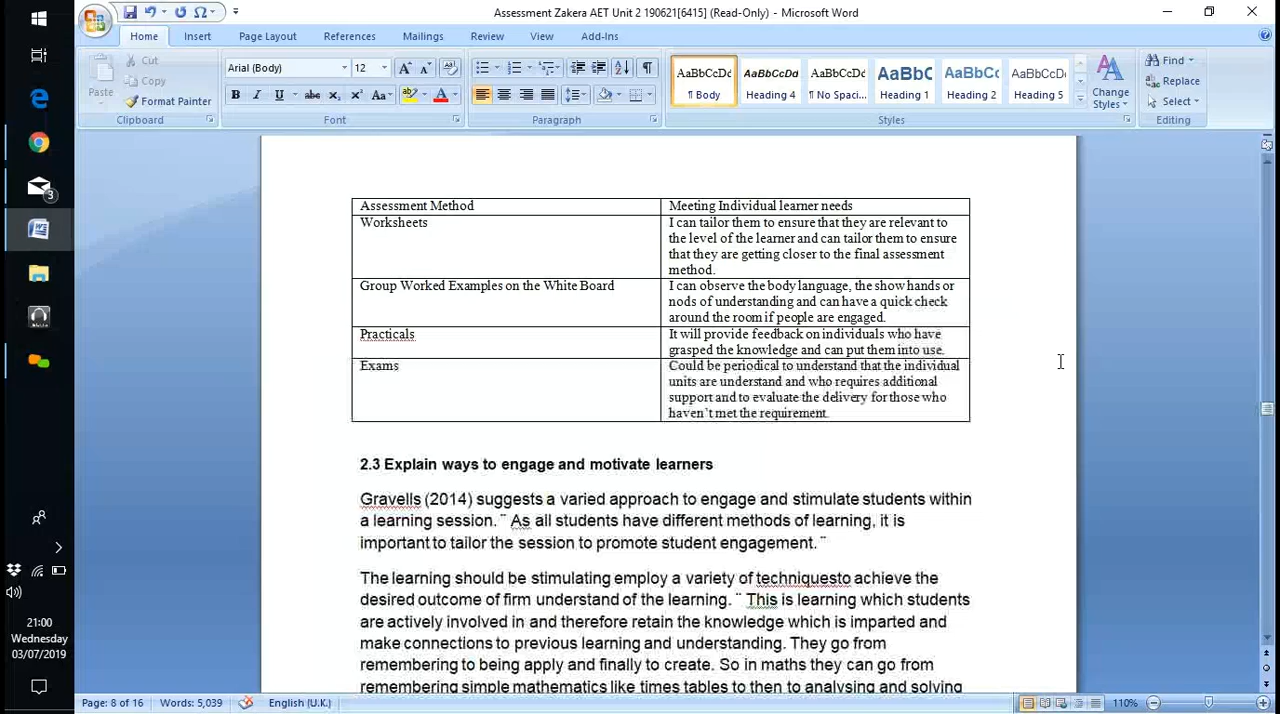 Assessment Zakera AET Unit 2 190621[6415] (Read-Only) - Microsoft Word
Home Insert Page Layout References Mailings Review View Add-Ins
Paste
Cut
Copy
Format Painter
Clipboard
Arial (Body) 12
B I U abc x₂ x² Aa
Font
Paragraph
AaBbCcDc AaBbCcDc AaBbCcDc AaBbC AaBbCc AaBbCcDc
¶ Body Heading 4 ¶ No Spaci... Heading 1 Heading 2 Heading 5
Change
Styles
Styles
Find
Replace
Select
Editing
Assessment Method Meeting Individual learner needs
Worksheets I can tailor them to ensure that they are relevant to
the level of the learner and can tailor them to ensure
that they are getting closer to the final assessment
method.
Group Worked Examples on the White Board I can observe the body language, the show hands or
nods of understanding and can have a quick check
around the room if people are engaged.
Practicals It will provide feedback on individuals who have
grasped the knowledge and can put them into use.
Exams Could be periodical to understand that the individual
units are understand and who requires additional
support and to evaluate the delivery for those who
haven't met the requirement.
2.3 Explain ways to engage and motivate learners
Gravells (2014) suggests a varied approach to engage and stimulate students within
a learning session. ¨ As all students have different methods of learning, it is
important to tailor the session to promote student engagement. ¨
The learning should be stimulating employ a variety of techniquesto achieve the
desired outcome of firm understand of the learning. ¨ This is learning which students
are actively involved in and therefore retain the knowledge which is imparted and
make connections to previous learning and understanding. They go from
remembering to being apply and finally to create. So in maths they can go from
remembering simple mathematics like times tables to then to analysing and solving
3
21:00
Wednesday
03/07/2019
Page: 8 of 16 Words: 5,039 English (U.K.) 110%